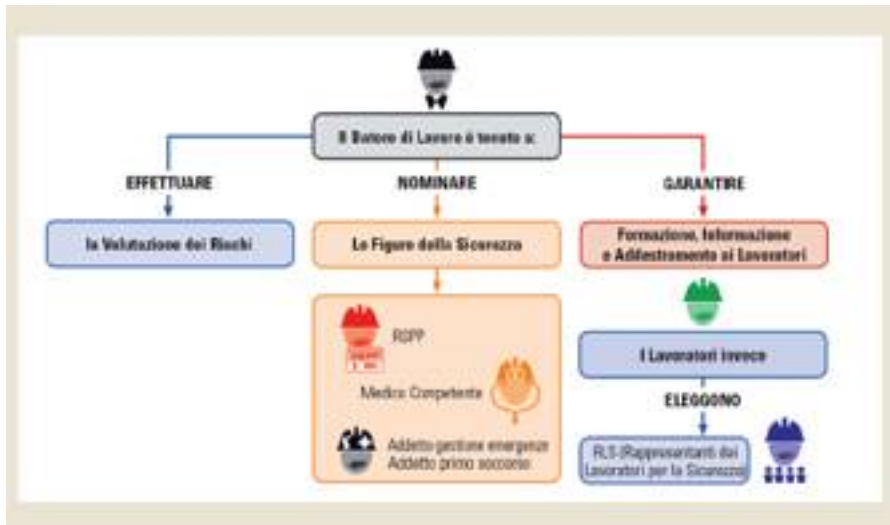 Il Datore di Lavoro è tenuto a:
EFFETTUARE
NOMINARE
GARANTIRE
la Valutazione dei Rischi
Le Figure della Sicurezza
Formazione, Informazione
e Addestramento ai Lavoratori
RSPP
Medico Competente
Addetto gestione emergenze
Addetto primo soccorso
I Lavoratori invece
ELEGGONO
RLS (Rappresentanti dei
Lavoratori per la Sicurezza)